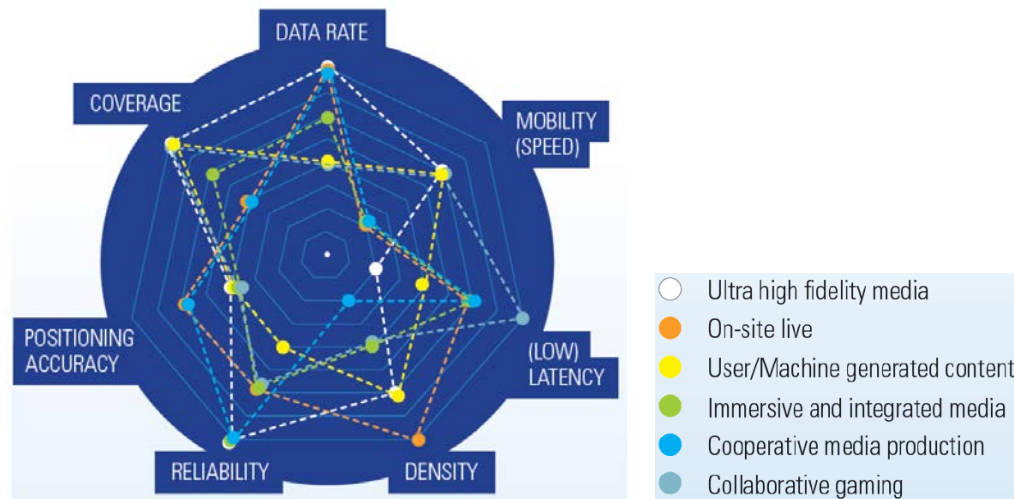 DATA RATE
COVERAGE
MOBILITY
(SPEED)
POSITIONING
ACCURACY
(LOW)
LATENCY
RELIABILITY
DENSITY
Ultra high fidelity media
On-site live
User/Machine generated content
Immersive and integrated media
Cooperative media production
Collaborative gaming